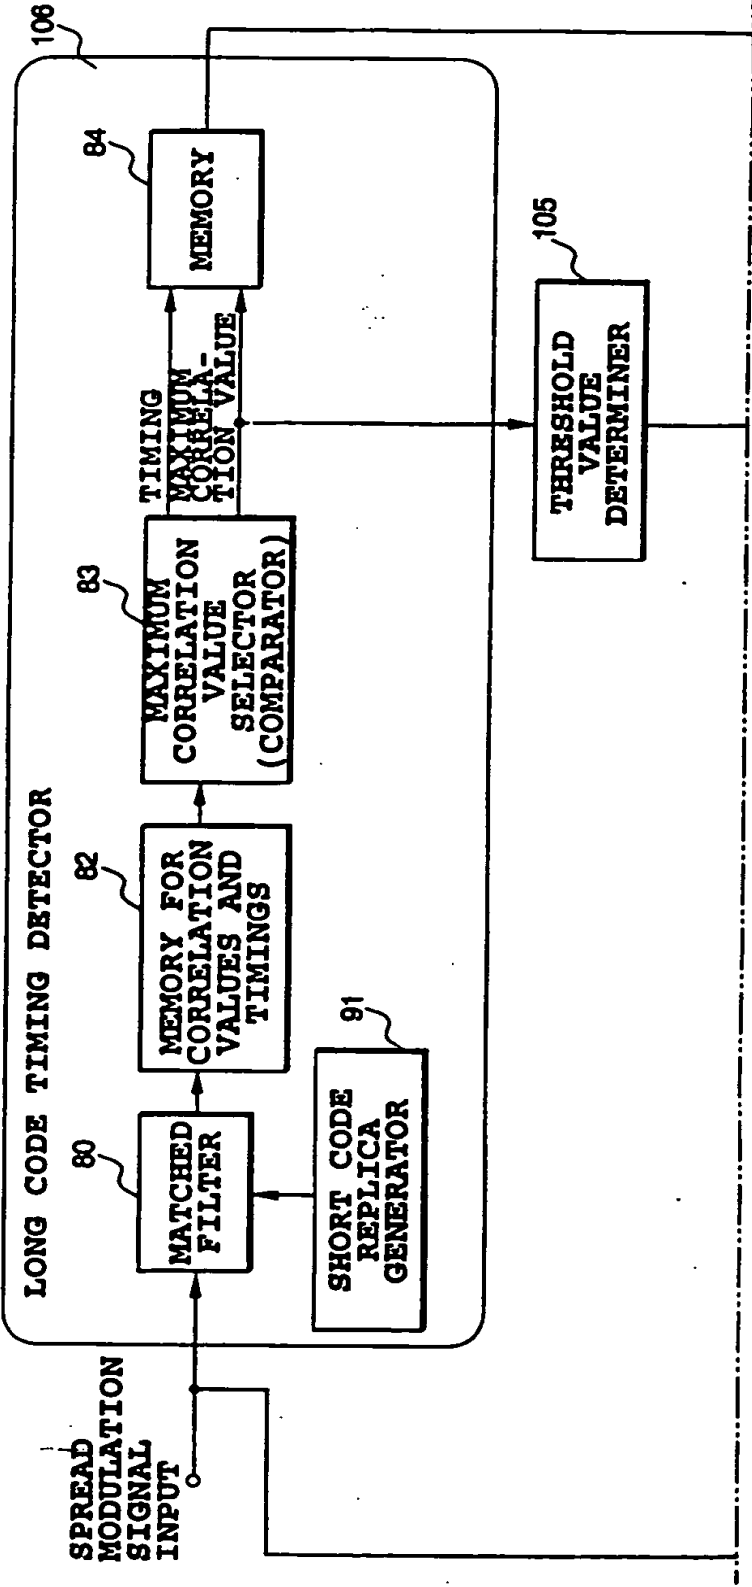 LONG CODE TIMING DETECTOR
106
SPREAD
MODULATION
SIGNAL
INPUT
80
MATCHED
FILTER
91
SHORT CODE
REPLICA
GENERATOR
82
MEMORY FOR
CORRELATION
VALUES AND
TIMINGS
83
MAXIMUM
CORRELATION
VALUE
SELECTOR
(COMPARATOR)
TIMING
MAXIMUM
CORRELA-
TION VALUE
84
MEMORY
105
THRESHOLD
VALUE
DETERMINER